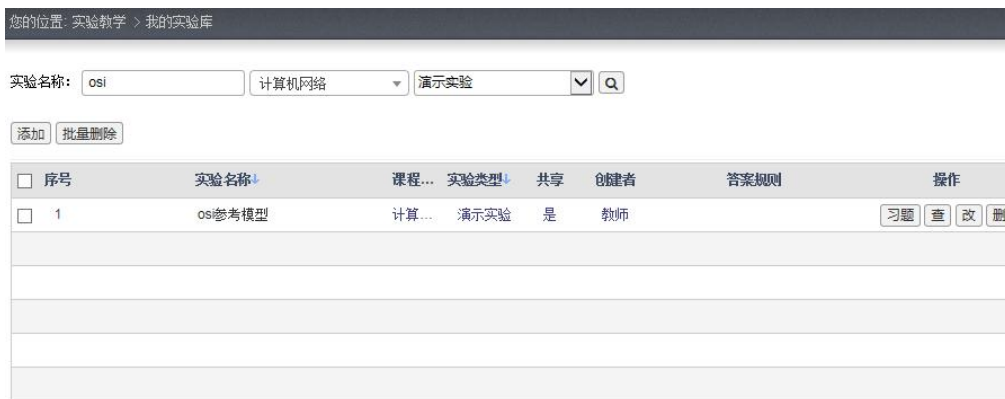 您的位置: 实验教学 > 我的实验库
实验名称: osi 计算机网络 演示实验
添加 批量删除
序号 实验名称↓ 课程... 实验类型↓ 共享 创建者 答案规则 操作
1 osi参考模型 计算... 演示实验 是 教师 习题 查 改 删